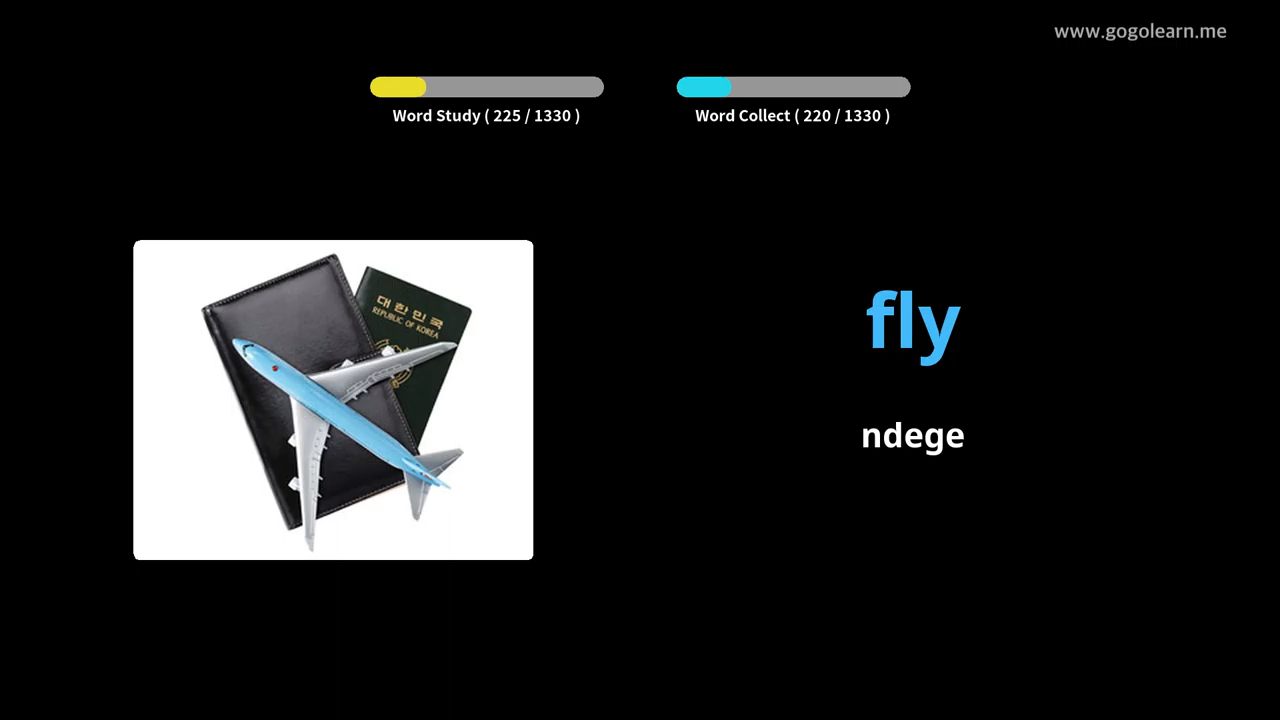 www.gogolearn.me
Word Study ( 225 / 1330 )
Word Collect ( 220 / 1330 )
대한민국
REPUBLIC OF KOREA
fly
ndege